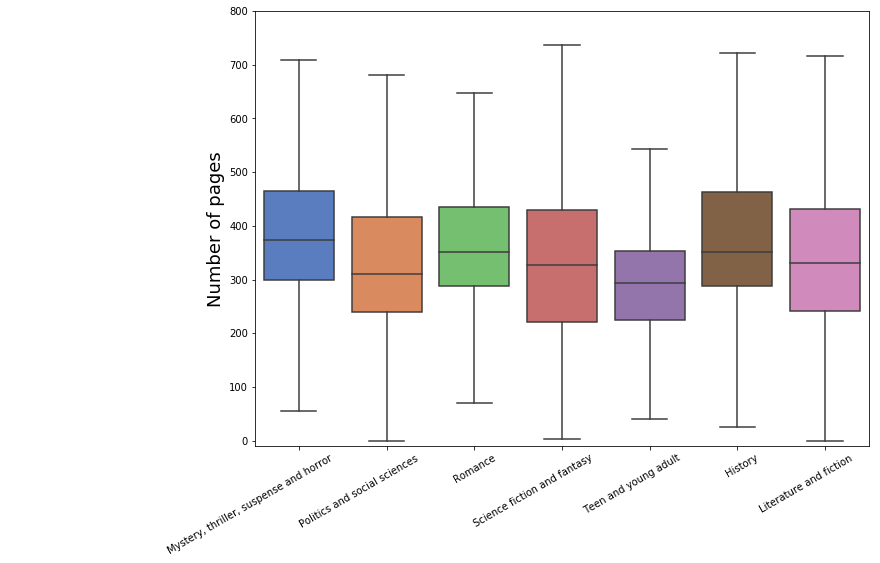 800
700
600
500
400
300
200
100
0
Number of pages
Mystery, thriller, suspense and horror
Politics and social sciences
Romance
Science fiction and fantasy
Teen and young adult
History
Literature and fiction